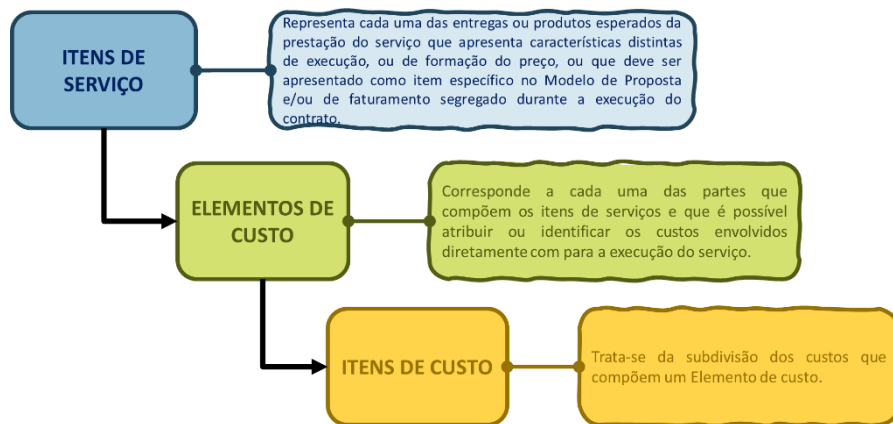 ITENS DE
SERVIÇO
Representa cada uma das entregas ou produtos esperados da
prestação do serviço que apresenta características distintas
de execução, ou de formação do preço, ou que deve ser
apresentado como item específico no Modelo de Proposta
e/ou de faturamento segregado durante a execução do
contrato.
ELEMENTOS DE
CUSTO
Corresponde a cada uma das partes que
compõem os itens de serviços e que é possível
atribuir ou identificar os custos envolvidos
diretamente com para a execução do serviço.
ITENS DE CUSTO
Trata-se da subdivisão dos custos que
compõem um Elemento de custo.